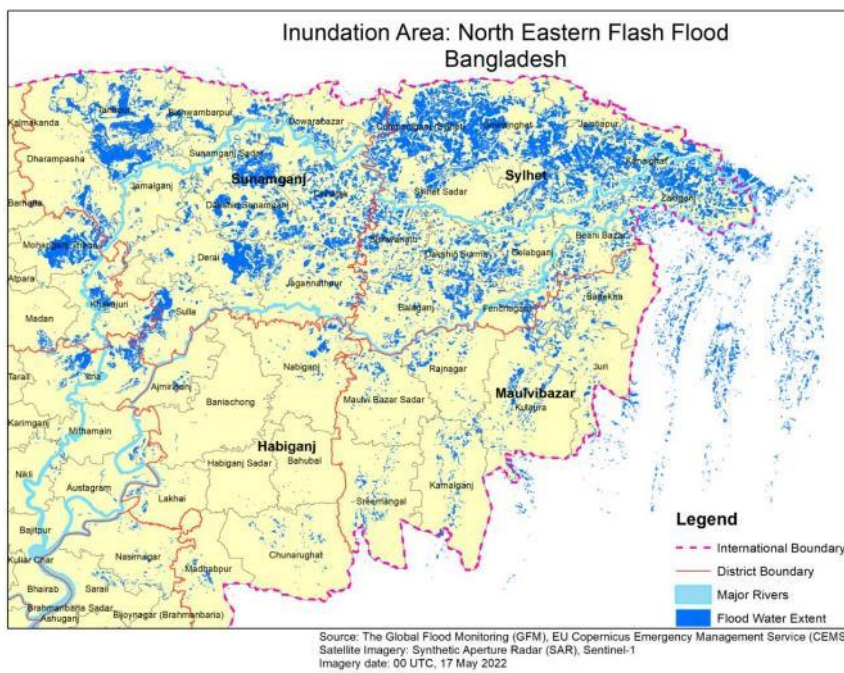 Inundation Area: North Eastern Flash Flood
Bangladesh
Kalmakanda
Tahirpur
Bishwambarpur
Dowarabazar
Companiganj Sylhet
Gowainghat
Jaintiapur
Dharampasha
Sunamganj Sadar
Kanaighat
Jamalganj
Sunamganj
Sylhet
Sylhet Sadar
Zakiganj
Barhatta
Dakshin Sunamganj
Chhatak
Bishwanath
Beani Bazar
Derai
Dakshin Surma
Golabganj
Atpara
Jagannathpur
Balaganj
Fenchuganj
Barlekha
Madan
Khaliajuri
Sulla
Nabiganj
Rajnagar
Juri
Tarail
Itna
Ajmiriganj
Baniachong
Maulvi Bazar Sadar
Maulvibazar
Kulaura
Karimganj
Mithamain
Habiganj
Nikli
Habiganj Sadar
Bahubal
Austagram
Lakhai
Sreemangal
Kamalganj
Bajitpur
Chunarughat
Kuliar Char
Nasirnagar
Madhabpur
Bhairab
Sarail
Brahmanbaria Sadar
Ashuganj
Bijoynagar (Brahmanbaria)
Legend
International Boundary
District Boundary
Major Rivers
Flood Water Extent
Source: The Global Flood Monitoring (GFM), EU Copernicus Emergency Management Service (CEMS
Satellite Imagery: Synthetic Aperture Radar (SAR), Sentinel-1
Imagery date: 00 UTC, 17 May 2022